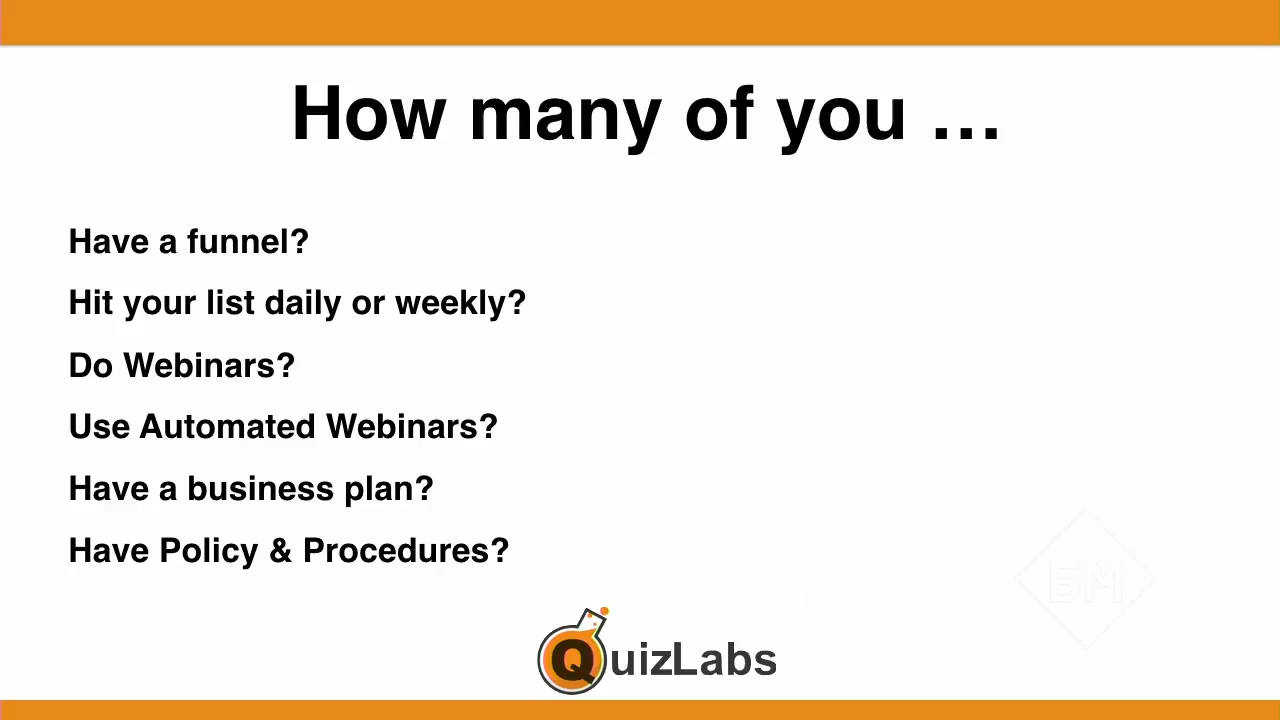 How many of you …
Have a funnel?
Hit your list daily or weekly?
Do Webinars?
Use Automated Webinars?
Have a business plan?
Have Policy & Procedures?
БМ
QuizLabs